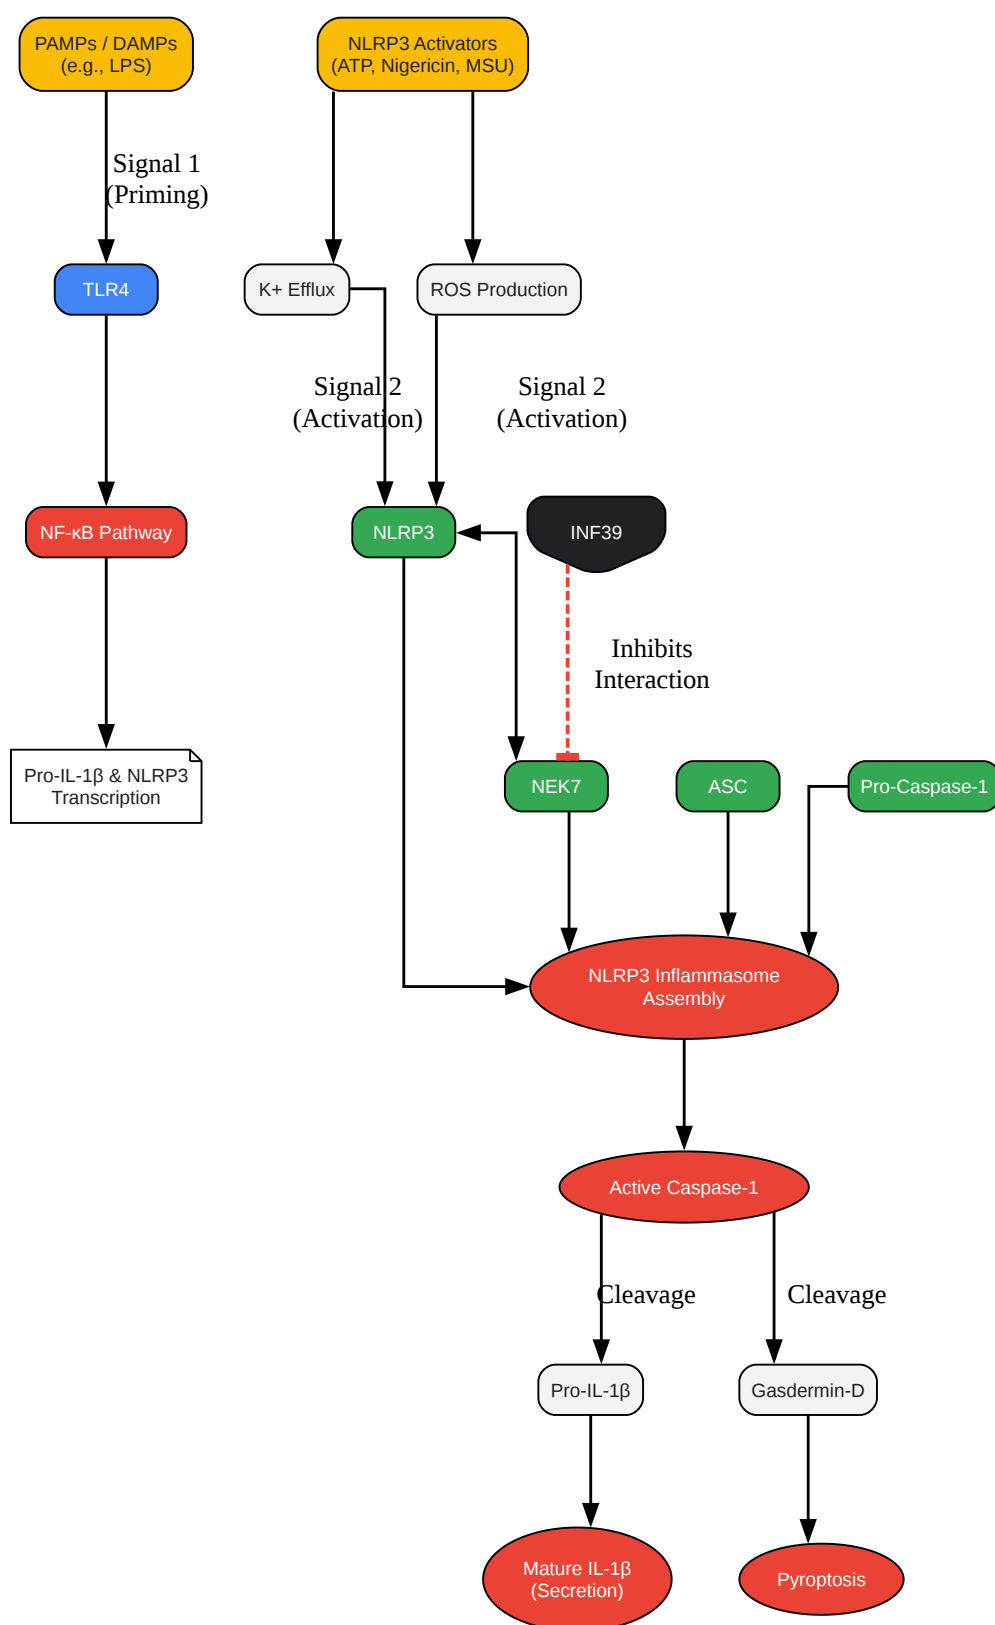 PAMPs / DAMPs
(e.g., LPS)
NLRP3 Activators
(ATP, Nigericin, MSU)
Signal 1
(Priming)
TLR4
K+ Efflux
ROS Production
Signal 2
(Activation)
Signal 2
(Activation)
NF-κB Pathway
NLRP3
INF39
Inhibits
Interaction
Pro-IL-1β & NLRP3
Transcription
NEK7
ASC
Pro-Caspase-1
NLRP3 Inflammasome
Assembly
Active Caspase-1
Cleavage
Cleavage
Pro-IL-1β
Gasdermin-D
Mature IL-1β
(Secretion)
Pyroptosis